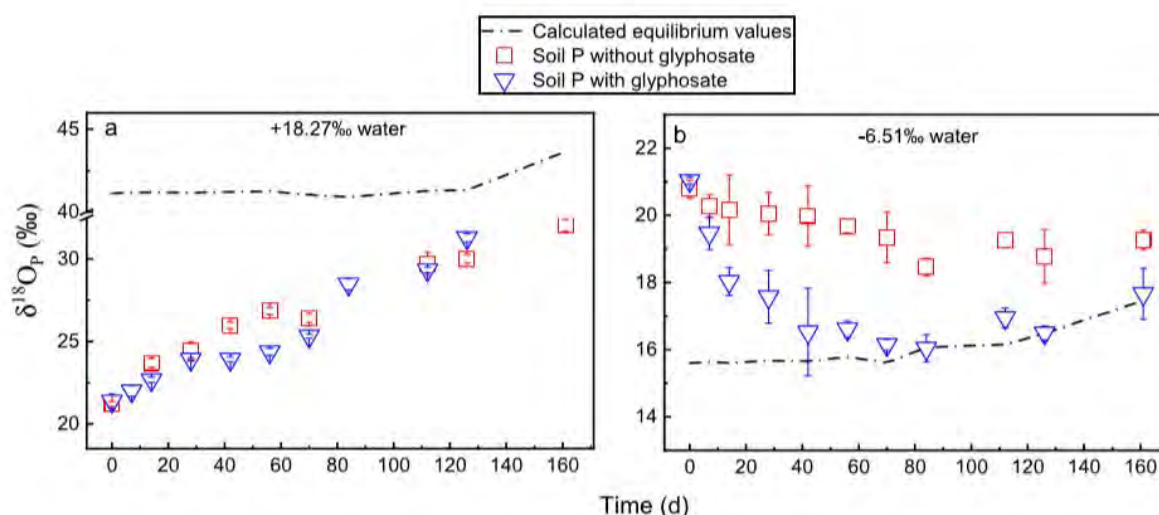 Calculated equilibrium values
Soil P without glyphosate
Soil P with glyphosate
a
+18.27‰ water
45
40
30
25
20
0 20 40 60 80 100 120 140 160
δ¹⁸Oₚ (‰)
b
-6.51‰ water
22
20
18
16
14
0 20 40 60 80 100 120 140 160
Time (d)